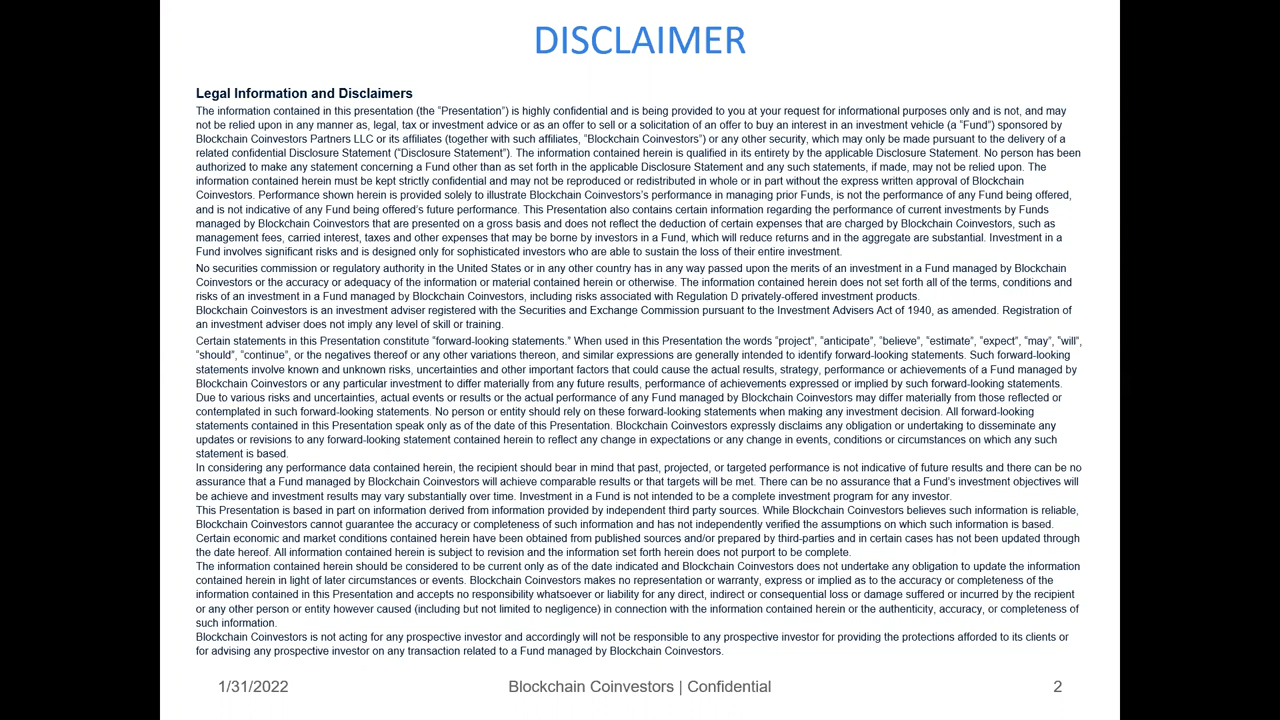 DISCLAIMER
Legal Information and Disclaimers
The information contained in this presentation (the "Presentation") is highly confidential and is being provided to you at your request for informational purposes only and is not, and may
not be relied upon in any manner as, legal, tax or investment advice or as an offer to sell or a solicitation of an offer to buy an interest in an investment vehicle (a "Fund") sponsored by
Blockchain Coinvestors Partners LLC or its affiliates (together with such affiliates, "Blockchain Coinvestors") or any other security, which may only be made pursuant to the delivery of a
related confidential Disclosure Statement ("Disclosure Statement"). The information contained herein is qualified in its entirety by the applicable Disclosure Statement. No person has been
authorized to make any statement concerning a Fund other than as set forth in the applicable Disclosure Statement and any such statements, if made, may not be relied upon. The
information contained herein must be kept strictly confidential and may not be reproduced or redistributed in whole or in part without the express written approval of Blockchain
Coinvestors. Performance shown herein is provided solely to illustrate Blockchain Coinvestors's performance in managing prior Funds, is not the performance of any Fund being offered,
and is not indicative of any Fund being offered's future performance. This Presentation also contains certain information regarding the performance of current investments by Funds
managed by Blockchain Coinvestors that are presented on a gross basis and does not reflect the deduction of certain expenses that are charged by Blockchain Coinvestors, such as
management fees, carried interest, taxes and other expenses that may be borne by investors in a Fund, which will reduce returns and in the aggregate are substantial. Investment in a
Fund involves significant risks and is designed only for sophisticated investors who are able to sustain the loss of their entire investment.
No securities commission or regulatory authority in the United States or in any other country has in any way passed upon the merits of an investment in a Fund managed by Blockchain
Coinvestors or the accuracy or adequacy of the information or material contained herein or otherwise. The information contained herein does not set forth all of the terms, conditions and
risks of an investment in a Fund managed by Blockchain Coinvestors, including risks associated with Regulation D privately-offered investment products.
Blockchain Coinvestors is an investment adviser registered with the Securities and Exchange Commission pursuant to the Investment Advisers Act of 1940, as amended. Registration of
an investment adviser does not imply any level of skill or training.
Certain statements in this Presentation constitute "forward-looking statements." When used in this Presentation the words "project", "anticipate", "believe", "estimate", "expect", "may", "will",
"should", "continue", or the negatives thereof or any other variations thereon, and similar expressions are generally intended to identify forward-looking statements. Such forward-looking
statements involve known and unknown risks, uncertainties and other important factors that could cause the actual results, strategy, performance or achievements of a Fund managed by
Blockchain Coinvestors or any particular investment to differ materially from any future results, performance of achievements expressed or implied by such forward-looking statements.
Due to various risks and uncertainties, actual events or results or the actual performance of any Fund managed by Blockchain Coinvestors may differ materially from those reflected or
contemplated in such forward-looking statements. No person or entity should rely on these forward-looking statements when making any investment decision. All forward-looking
statements contained in this Presentation speak only as of the date of this Presentation. Blockchain Coinvestors expressly disclaims any obligation or undertaking to disseminate any
updates or revisions to any forward-looking statement contained herein to reflect any change in expectations or any change in events, conditions or circumstances on which any such
statement is based.
In considering any performance data contained herein, the recipient should bear in mind that past, projected, or targeted performance is not indicative of future results and there can be no
assurance that a Fund managed by Blockchain Coinvestors will achieve comparable results or that targets will be met. There can be no assurance that a Fund's investment objectives will
be achieve and investment results may vary substantially over time. Investment in a Fund is not intended to be a complete investment program for any investor.
This Presentation is based in part on information derived from information provided by independent third party sources. While Blockchain Coinvestors believes such information is reliable,
Blockchain Coinvestors cannot guarantee the accuracy or completeness of such information and has not independently verified the assumptions on which such information is based.
Certain economic and market conditions contained herein have been obtained from published sources and/or prepared by third-parties and in certain cases has not been updated through
the date hereof. All information contained herein is subject to revision and the information set forth herein does not purport to be complete.
The information contained herein should be considered to be current only as of the date indicated and Blockchain Coinvestors does not undertake any obligation to update the information
contained herein in light of later circumstances or events. Blockchain Coinvestors makes no representation or warranty, express or implied as to the accuracy or completeness of the
information contained in this Presentation and accepts no responsibility whatsoever or liability for any direct, indirect or consequential loss or damage suffered or incurred by the recipient
or any other person or entity however caused (including but not limited to negligence) in connection with the information contained herein or the authenticity, accuracy, or completeness of
such information.
Blockchain Coinvestors is not acting for any prospective investor and accordingly will not be responsible to any prospective investor for providing the protections afforded to its clients or
for advising any prospective investor on any transaction related to a Fund managed by Blockchain Coinvestors.
1/31/2022
Blockchain Coinvestors | Confidential
2